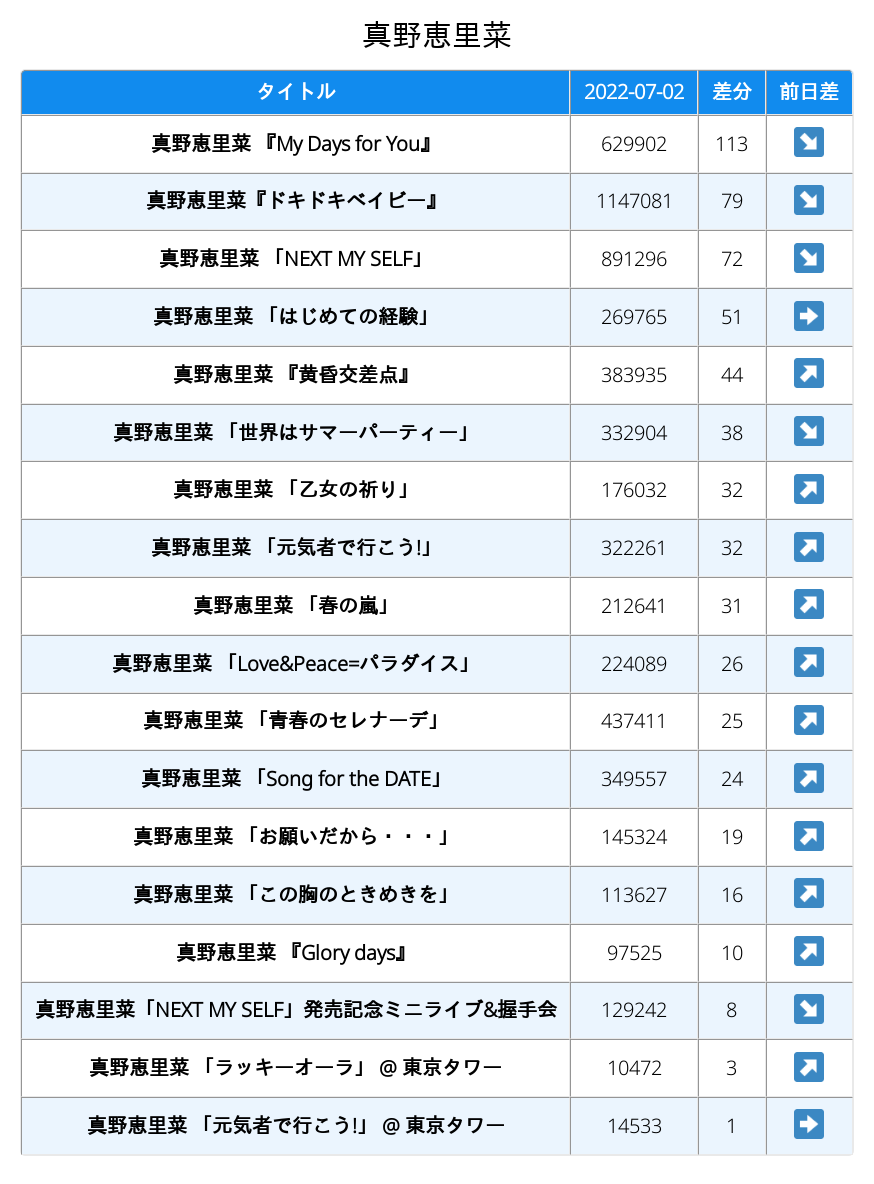 真野恵里菜
タイトル 2022-07-02 差分 前日差
真野恵里菜 『My Days for You』 629902 113 ↘
真野恵里菜『ドキドキベイビー』 1147081 79 ↘
真野恵里菜 「NEXT MY SELF」 891296 72 ↘
真野恵里菜 「はじめての経験」 269765 51 ➡
真野恵里菜 『黄昏交差点』 383935 44 ↗
真野恵里菜 「世界はサマーパーティー」 332904 38 ↘
真野恵里菜 「乙女の祈り」 176032 32 ↗
真野恵里菜 「元気者で行こう!」 322261 32 ↗
真野恵里菜 「春の嵐」 212641 31 ↗
真野恵里菜 「Love&Peace=パラダイス」 224089 26 ↗
真野恵里菜 「青春のセレナーデ」 437411 25 ↗
真野恵里菜 「Song for the DATE」 349557 24 ↗
真野恵里菜 「お願いだから・・・」 145324 19 ↗
真野恵里菜 「この胸のときめきを」 113627 16 ↗
真野恵里菜 『Glory days』 97525 10 ↗
真野恵里菜「NEXT MY SELF」発売記念ミニライブ&握手会 129242 8 ↘
真野恵里菜 「ラッキーオーラ」 @ 東京タワー 10472 3 ↗
真野恵里菜 「元気者で行こう!」 @ 東京タワー 14533 1 ➡